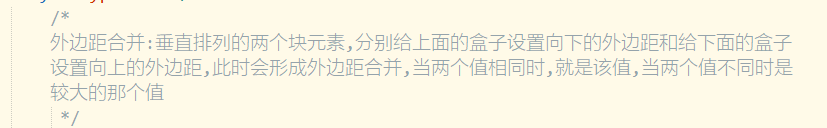 /*
外边距合并:垂直排列的两个块元素,分别给上面的盒子设置向下的外边距和给下面的盒子
设置向上的外边距,此时会形成外边距合并,当两个值相同时,就是该值,当两个值不同时是
较大的那个值
*/